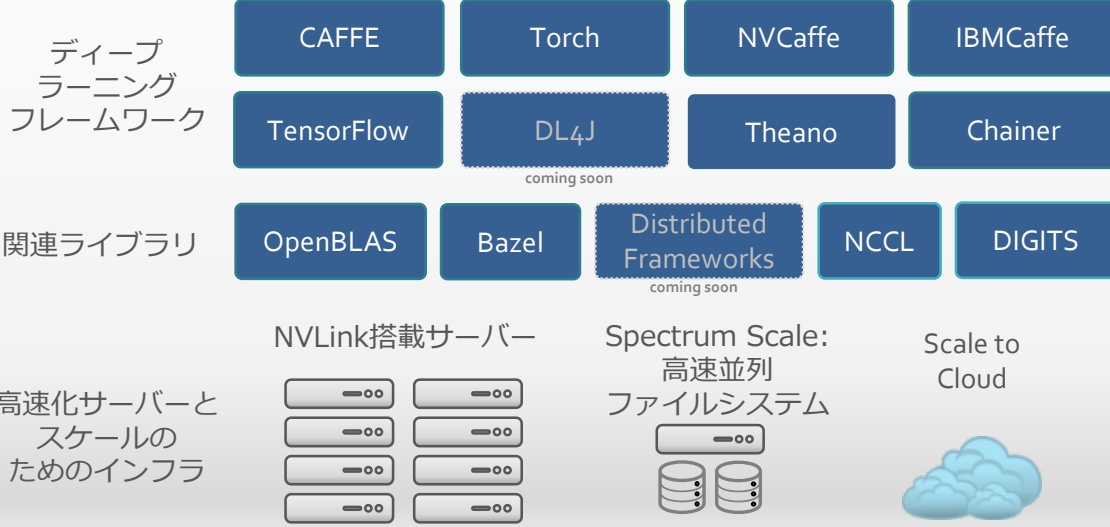 ディープ
ラーニング
フレームワーク
CAFFE
Torch
NVCaffe
IBMCaffe
TensorFlow
DL4J
coming soon
Theano
Chainer
関連ライブラリ
OpenBLAS
Bazel
Distributed
Frameworks
coming soon
NCCL
DIGITS
高速化サーバーと
スケールの
ためのインフラ
NVLink搭載サーバー
Spectrum Scale:
高速並列
ファイルシステム
Scale to
Cloud